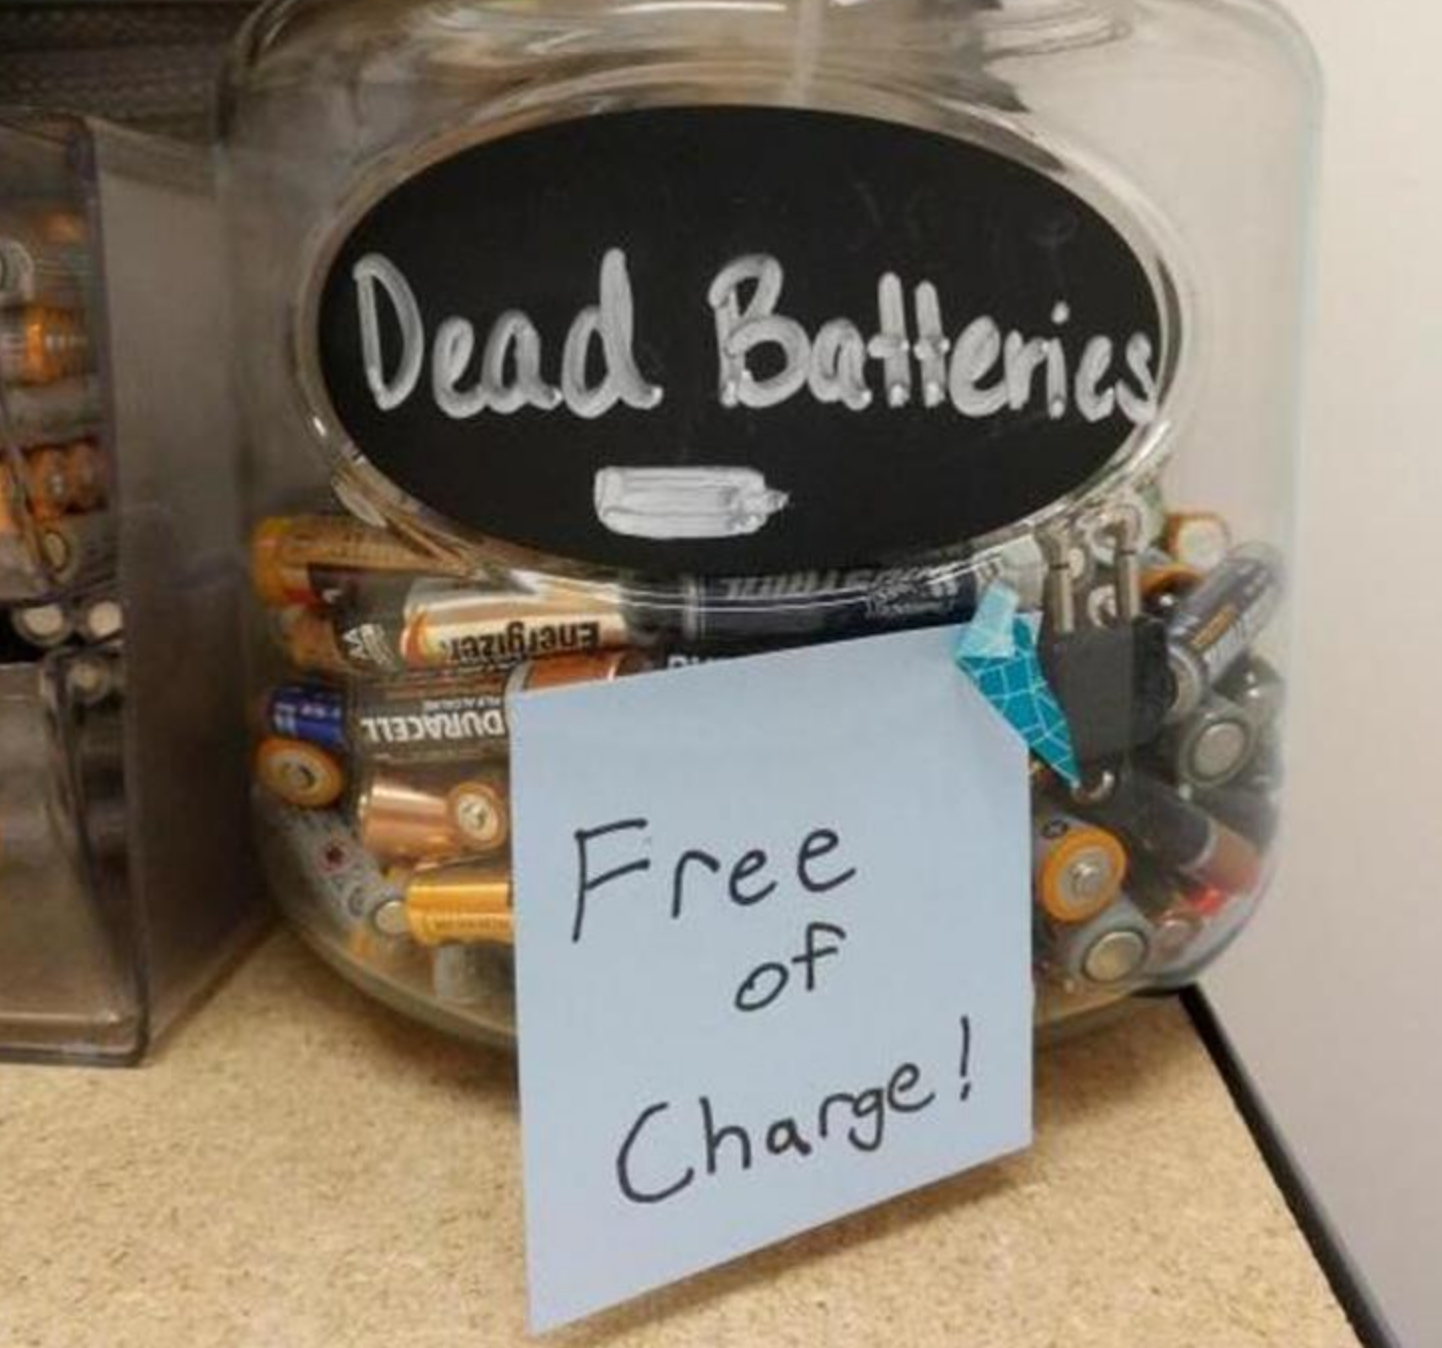 Dead Batteries
Energizer
DURACELL
Free
of
Charge!